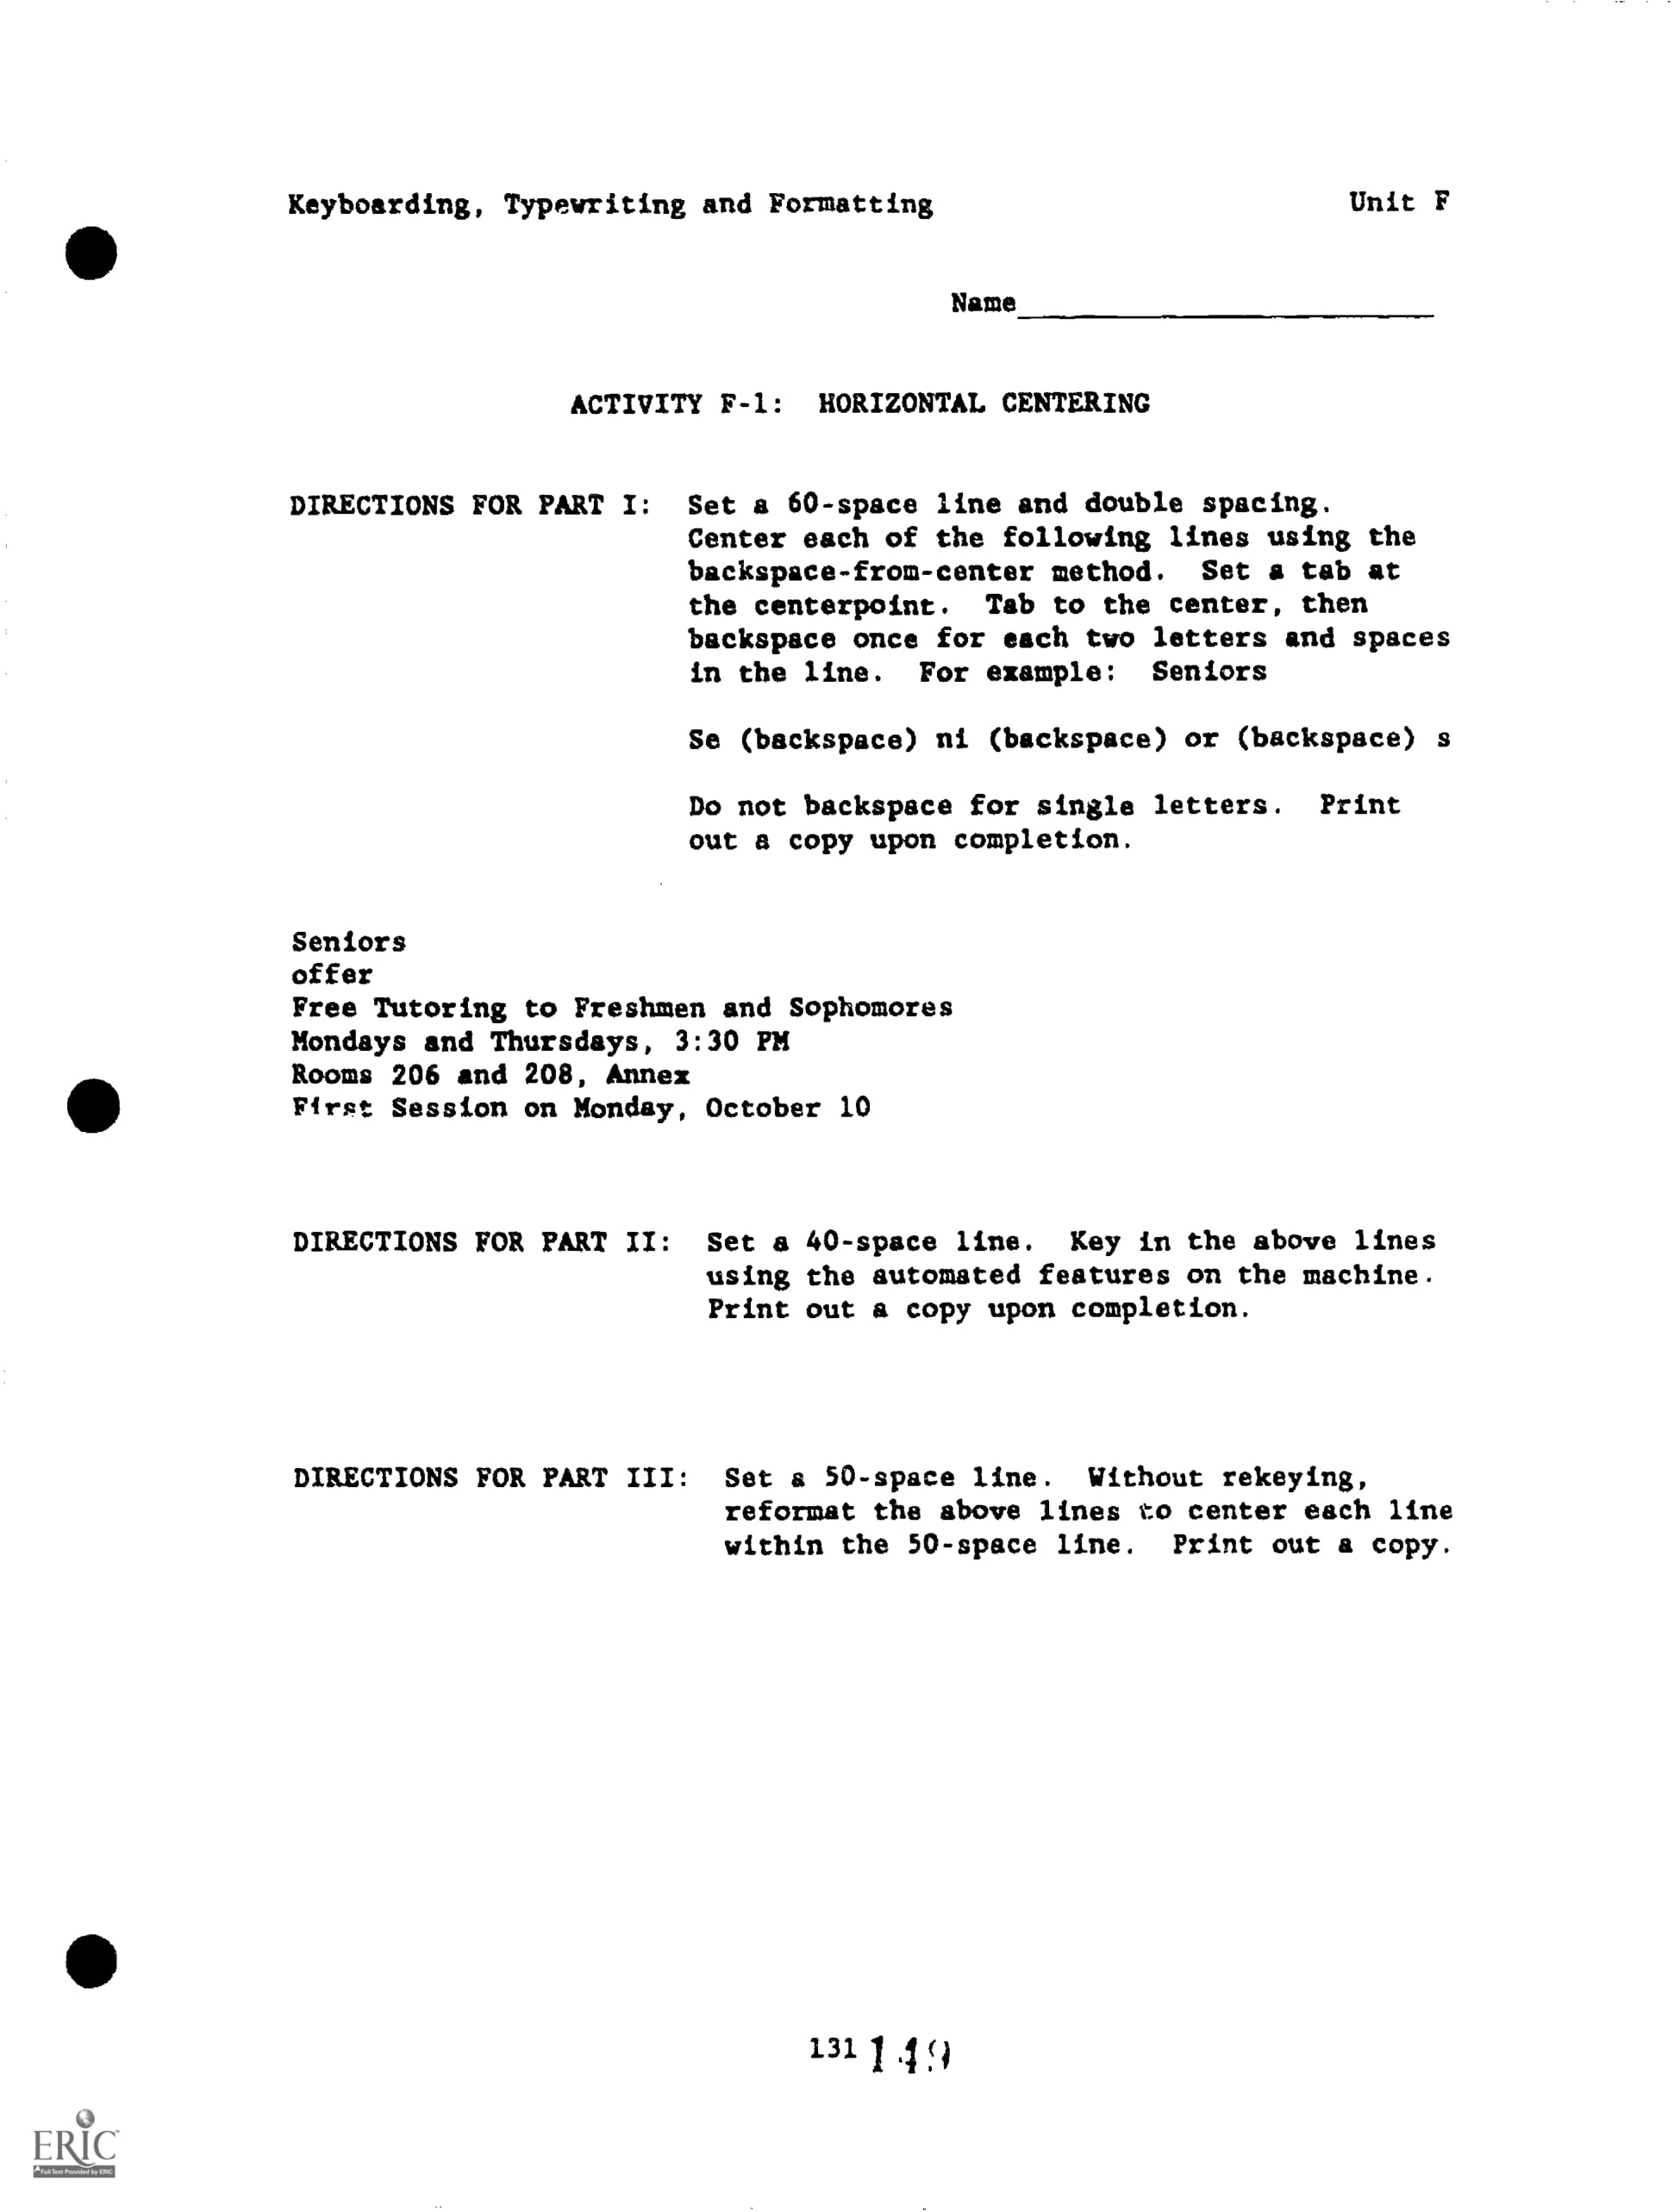 Keyboarding, Typewriting and Formatting Unit F
Name
ACTIVITY F-1: HORIZONTAL CENTERING
DIRECTIONS FOR PART I: Set a 60-space line and double spacing.
Center each of the following lines using the
backspace-from-center method. Set a tab at
the centerpoint. Tab to the center, then
backspace once for each two letters and spaces
in the line. For example: Seniors
Se (backspace) ni (backspace) or (backspace) s
Do not backspace for single letters. Print
out a copy upon completion.
Seniors
offer
Free Tutoring to Freshmen and Sophomores
Mondays and Thursdays, 3:30 PM
Rooms 206 and 208, Annex
First Session on Monday, October 10
DIRECTIONS FOR PART II: Set a 40-space line. Key in the above lines
using the automated features on the machine.
Print out a copy upon completion.
DIRECTIONS FOR PART III: Set a 50-space line. Without rekeying,
reformat the above lines to center each line
within the 50-space line. Print out a copy.
131 149
ERIC
Full Text Provided by ERIC